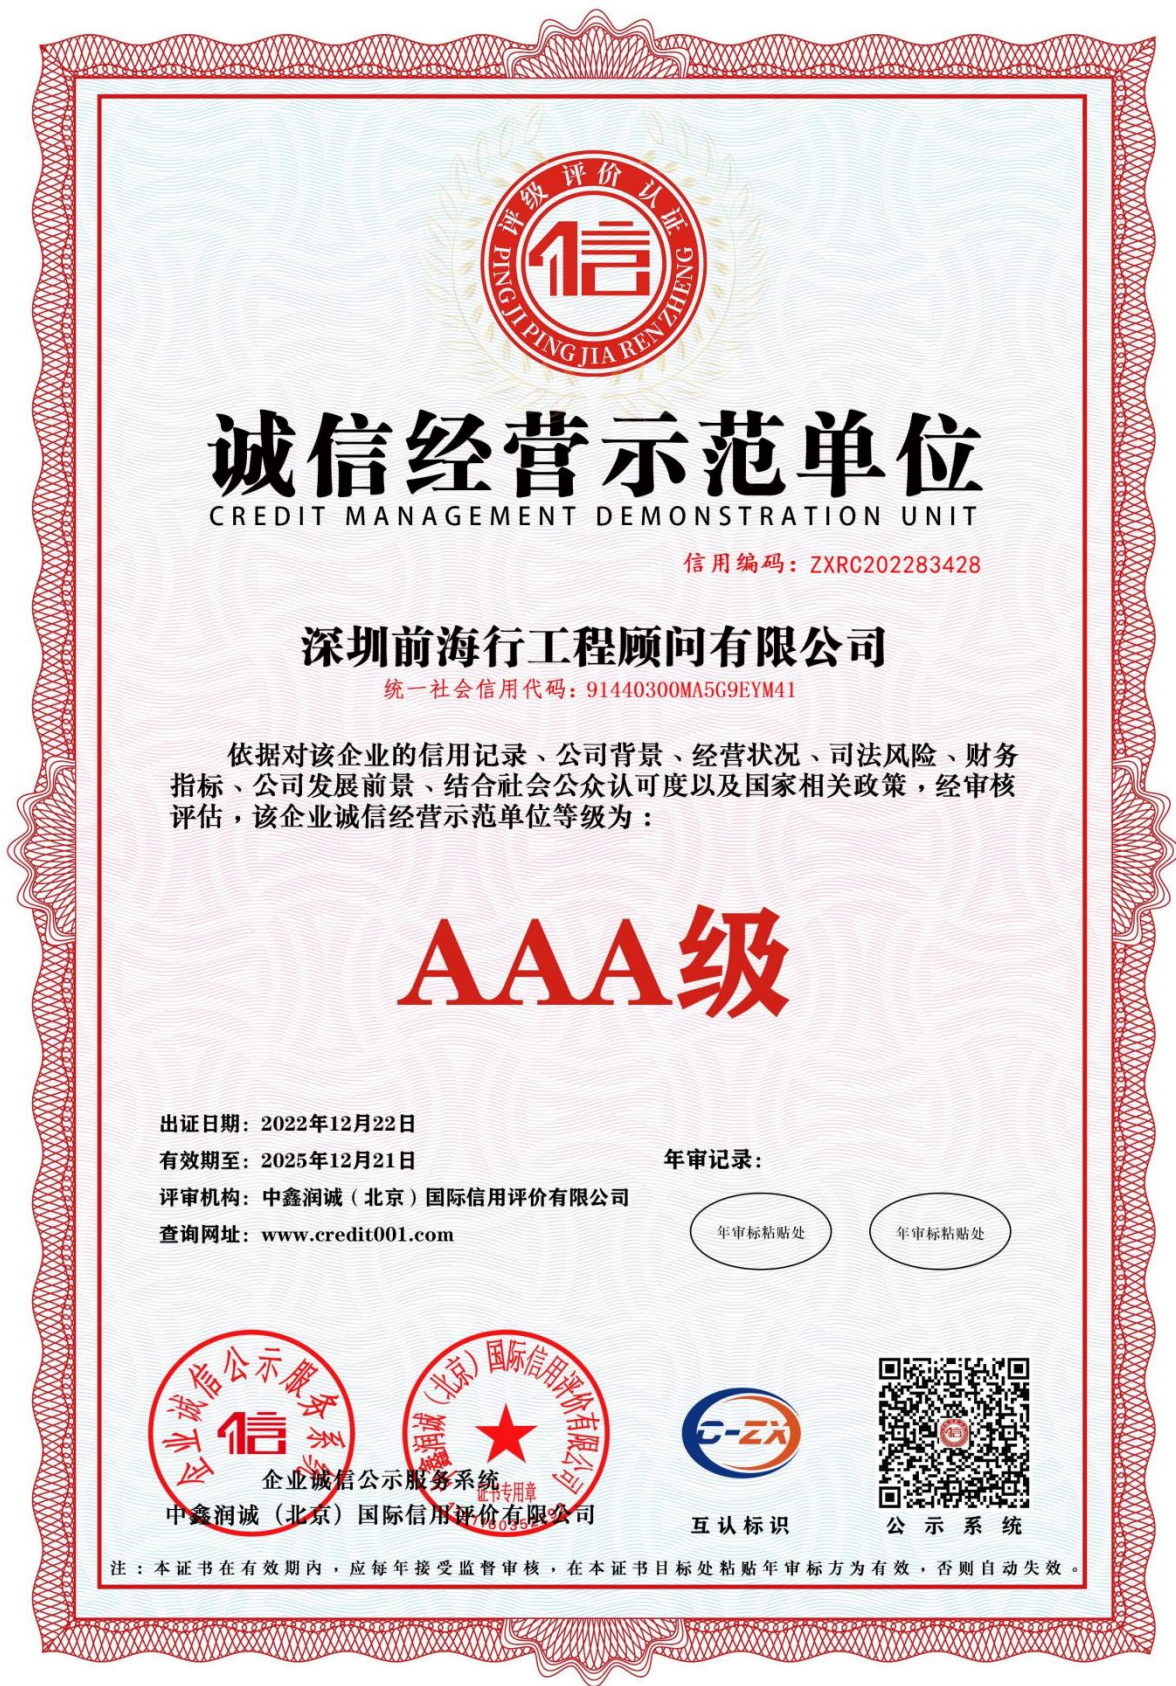 评级 评价 认证
PING JI PING JIA REN ZHENG
信
诚信经营示范单位
CREDIT MANAGEMENT DEMONSTRATION UNIT
信用编码：ZXRC202283428
深圳前海行工程顾问有限公司
统一社会信用代码：91440300MA5G9EYM41
依据对该企业的信用记录、公司背景、经营状况、司法风险、财务
指标、公司发展前景、结合社会公众认可度以及国家相关政策，经审核
评估，该企业诚信经营示范单位等级为：
AAA级
出证日期：2022年12月22日
有效期至：2025年12月21日
评审机构：中鑫润诚（北京）国际信用评价有限公司
查询网址：www.credit001.com
年审记录：
年审标粘贴处
年审标粘贴处
企业诚信公示服务系统
信
中鑫润诚（北京）国际信用评价有限公司
证书专用章
企业诚信公示服务系统
中鑫润诚（北京）国际信用评价有限公司
C-ZX
互认标识
公示系统
注：本证书在有效期内，应每年接受监督审核，在本证书目标处粘贴年审标方为有效，否则自动失效。